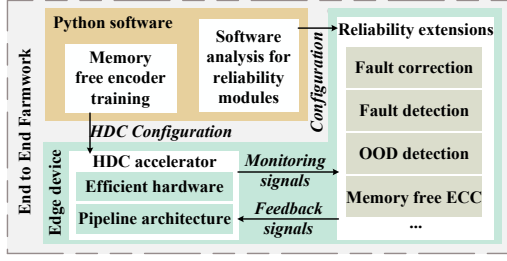 End to End Farmwork
Python software
Memory
free encoder
training
Software
analysis for
reliability
modules
Configuration
HDC Configuration
Reliability extensions
Fault correction
Fault detection
OOD detection
Memory free ECC
...
Edge device
HDC accelerator
Efficient hardware
Pipeline architecture
Monitoring
signals
Feedback
signals